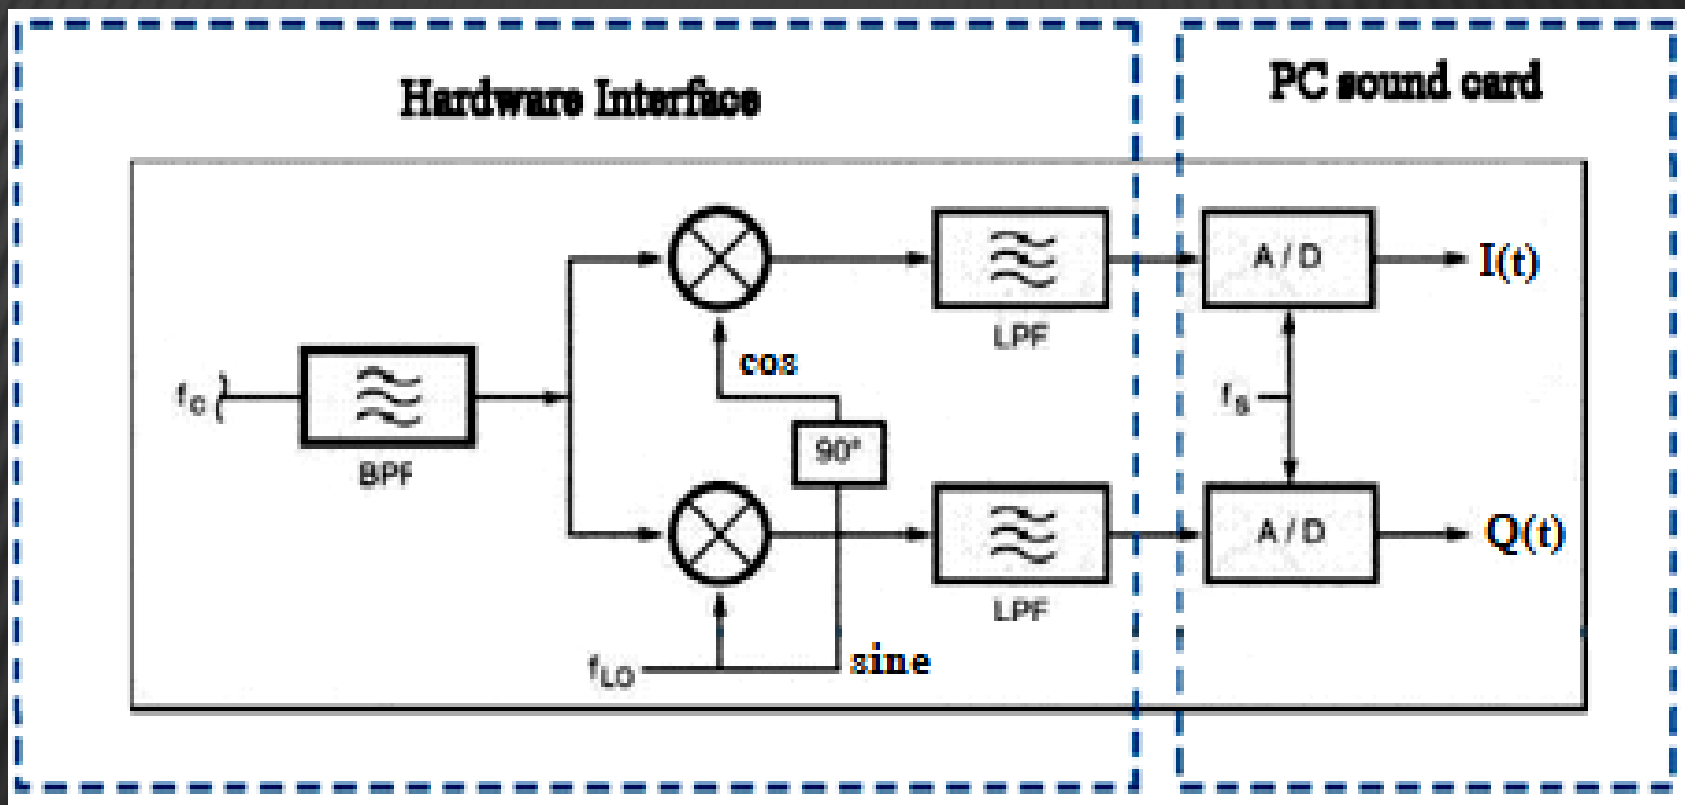 Hardware Interface
PC sound card
A / D
I(t)
LPF
cos
fc
fs
90°
BPF
A / D
Q(t)
LPF
fLO
sine